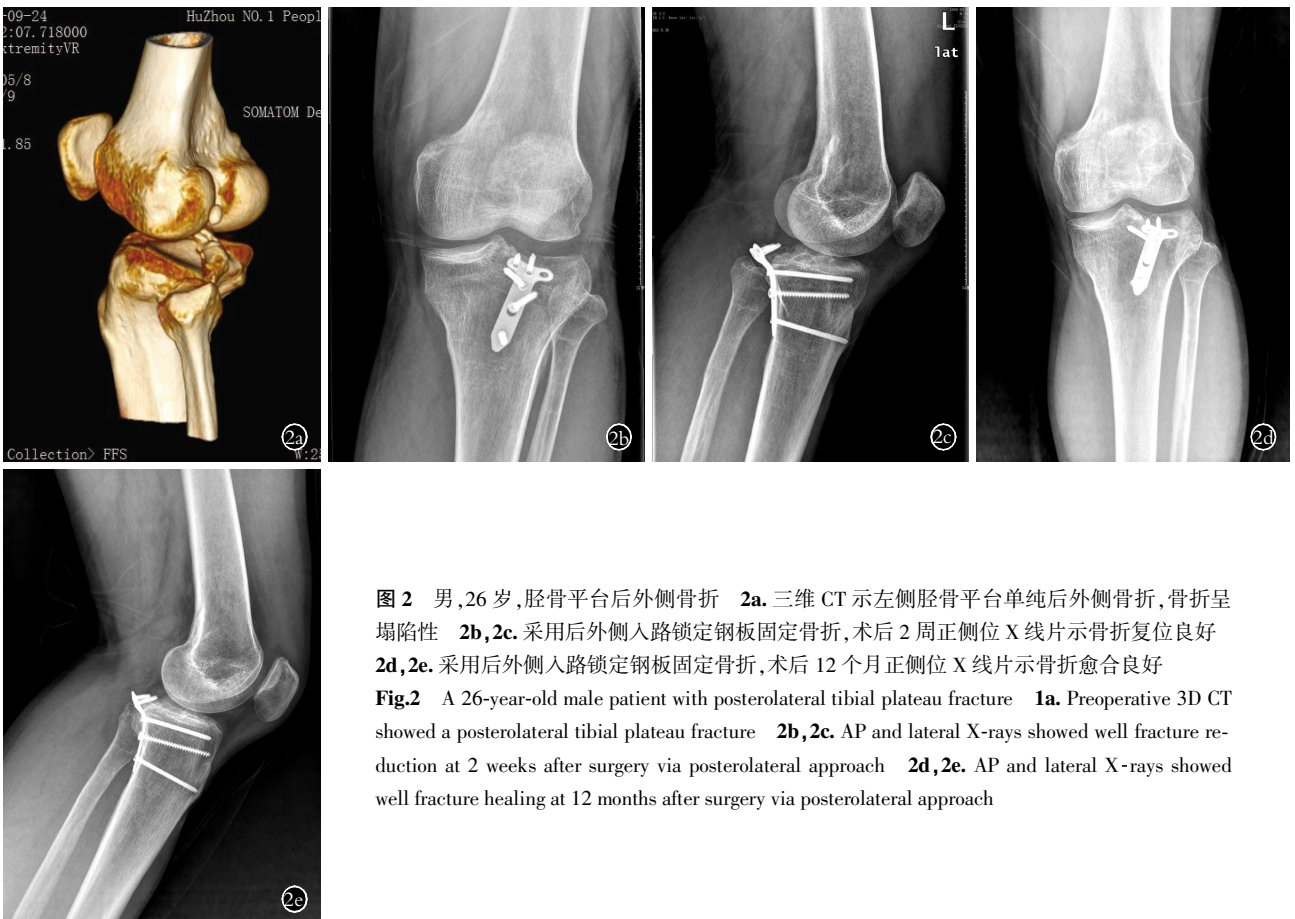 -09-24
HuZhou NO.1 Peopl
2:07.718000
xtremityVR
05/8
/9
SOMATOM De
1.85
Collection> FFS
W:2
2a
2b
L
lat
2c
2d
2e
图 2 男,26 岁,胫骨平台后外侧骨折 2a. 三维 CT 示左侧胫骨平台单纯后外侧骨折,骨折呈
塌陷性 2b,2c. 采用后外侧入路锁定钢板固定骨折,术后 2 周正侧位 X 线片示骨折复位良好
2d,2e. 采用后外侧入路锁定钢板固定骨折,术后 12 个月正侧位 X 线片示骨折愈合良好
Fig.2 A 26-year-old male patient with posterolateral tibial plateau fracture 1a. Preoperative 3D CT
showed a posterolateral tibial plateau fracture 2b,2c. AP and lateral X-rays showed well fracture re-
duction at 2 weeks after surgery via posterolateral approach 2d,2e. AP and lateral X-rays showed
well fracture healing at 12 months after surgery via posterolateral approach